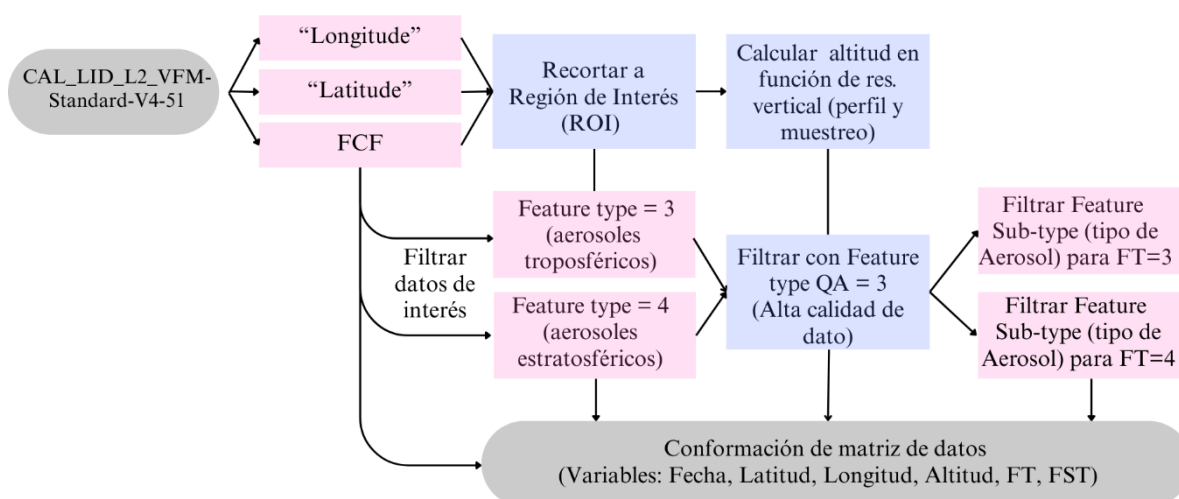 CAL_LID_L2_VFM-
Standard-V4-51
“Longitude”
“Latitude”
FCF
Recortar a
Región de Interés
(ROI)
Calcular altitud en
función de res.
vertical (perfil y
muestreo)
Filtrar
datos de
interés
Feature type = 3
(aerosoles
troposféricos)
Feature type = 4
(aerosoles
estratosféricos)
Filtrar con Feature
type QA = 3
(Alta calidad de
dato)
Filtrar Feature
Sub-type (tipo de
Aerosol) para FT=3
Filtrar Feature
Sub-type (tipo de
Aerosol) para FT=4
Conformación de matriz de datos
(Variables: Fecha, Latitud, Longitud, Altitud, FT, FST)